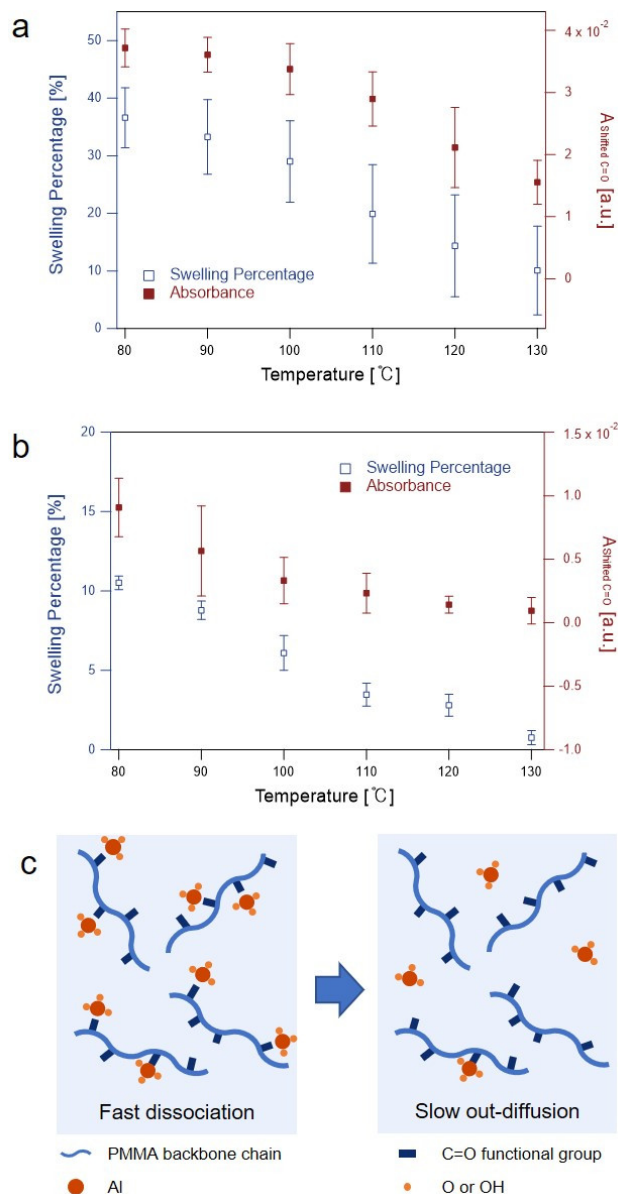 a
50
40
30
20
10
0
Swelling Percentage [%]
4 x 10⁻²
3
2
1
0
A Shifted C=O [a.u.]
Swelling Percentage
Absorbance
80 90 100 110 120 130
Temperature [℃]
b
20
15
10
5
0
Swelling Percentage [%]
1.5 x 10⁻²
1.0
0.5
0.0
-0.5
-1.0
A Shifted C=O [a.u.]
Swelling Percentage
Absorbance
80 90 100 110 120 130
Temperature [℃]
c
Fast dissociation
Slow out-diffusion
PMMA backbone chain
C=O functional group
Al
O or OH